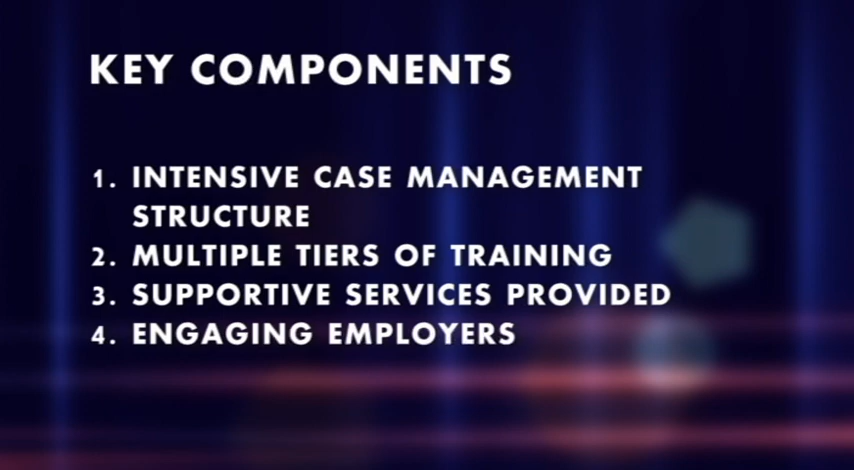 KEY COMPONENTS
1. INTENSIVE CASE MANAGEMENT
STRUCTURE
2. MULTIPLE TIERS OF TRAINING
3. SUPPORTIVE SERVICES PROVIDED
4. ENGAGING EMPLOYERS